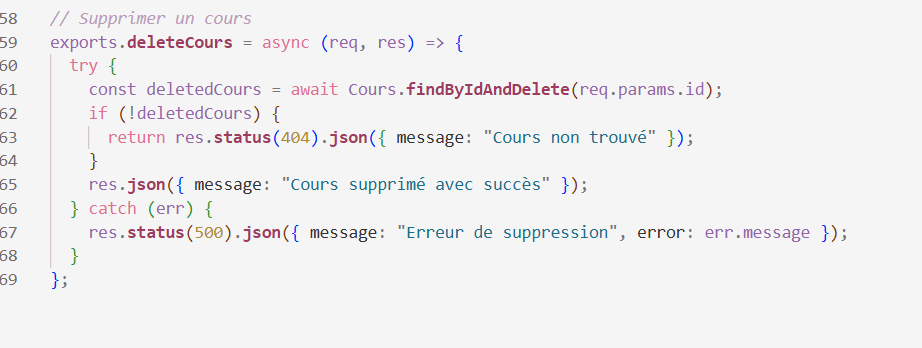 58 // Supprimer un cours
59 exports.deleteCours = async (req, res) => {
60 try {
61 const deletedCours = await Cours.findByIdAndDelete(req.params.id);
62 if (!deletedCours) {
63 return res.status(404).json({ message: "Cours non trouvé" });
64 }
65 res.json({ message: "Cours supprimé avec succès" });
66 } catch (err) {
67 res.status(500).json({ message: "Erreur de suppression", error: err.message });
68 }
69 };